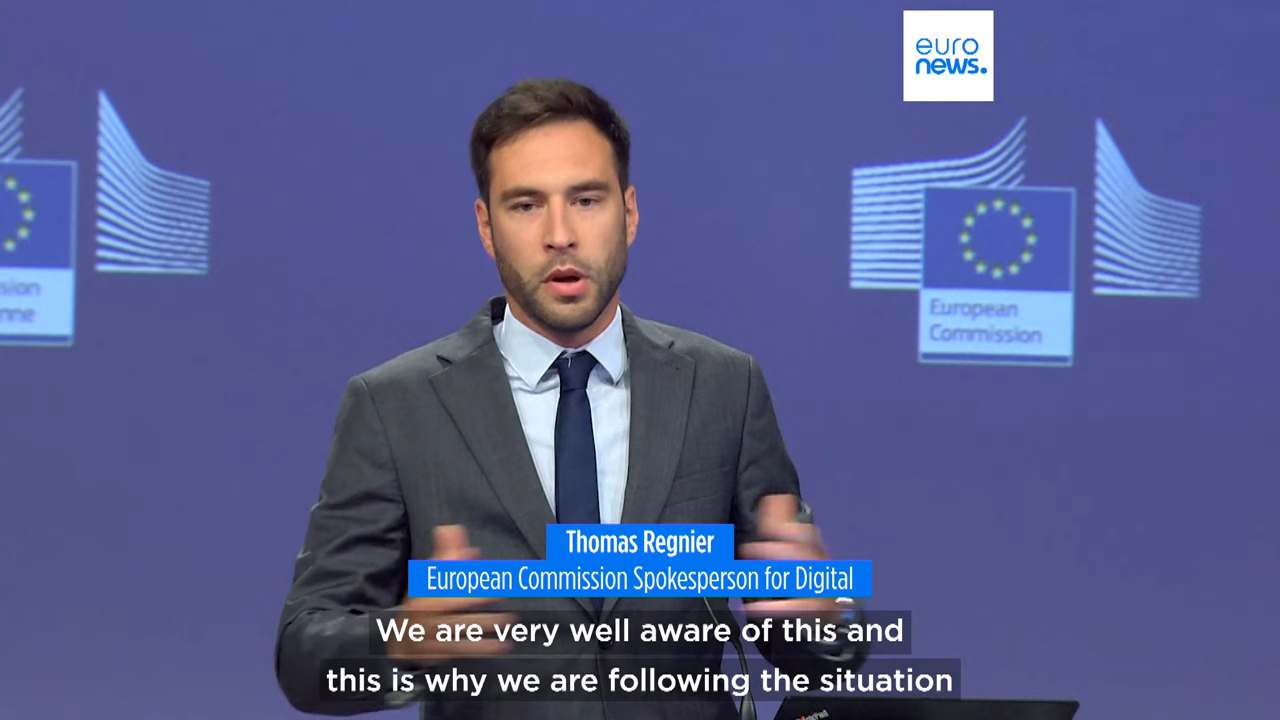 euro
news.
European
Commission
Thomas Regnier
European Commission Spokesperson for Digital
We are very well aware of this and
this is why we are following the situation